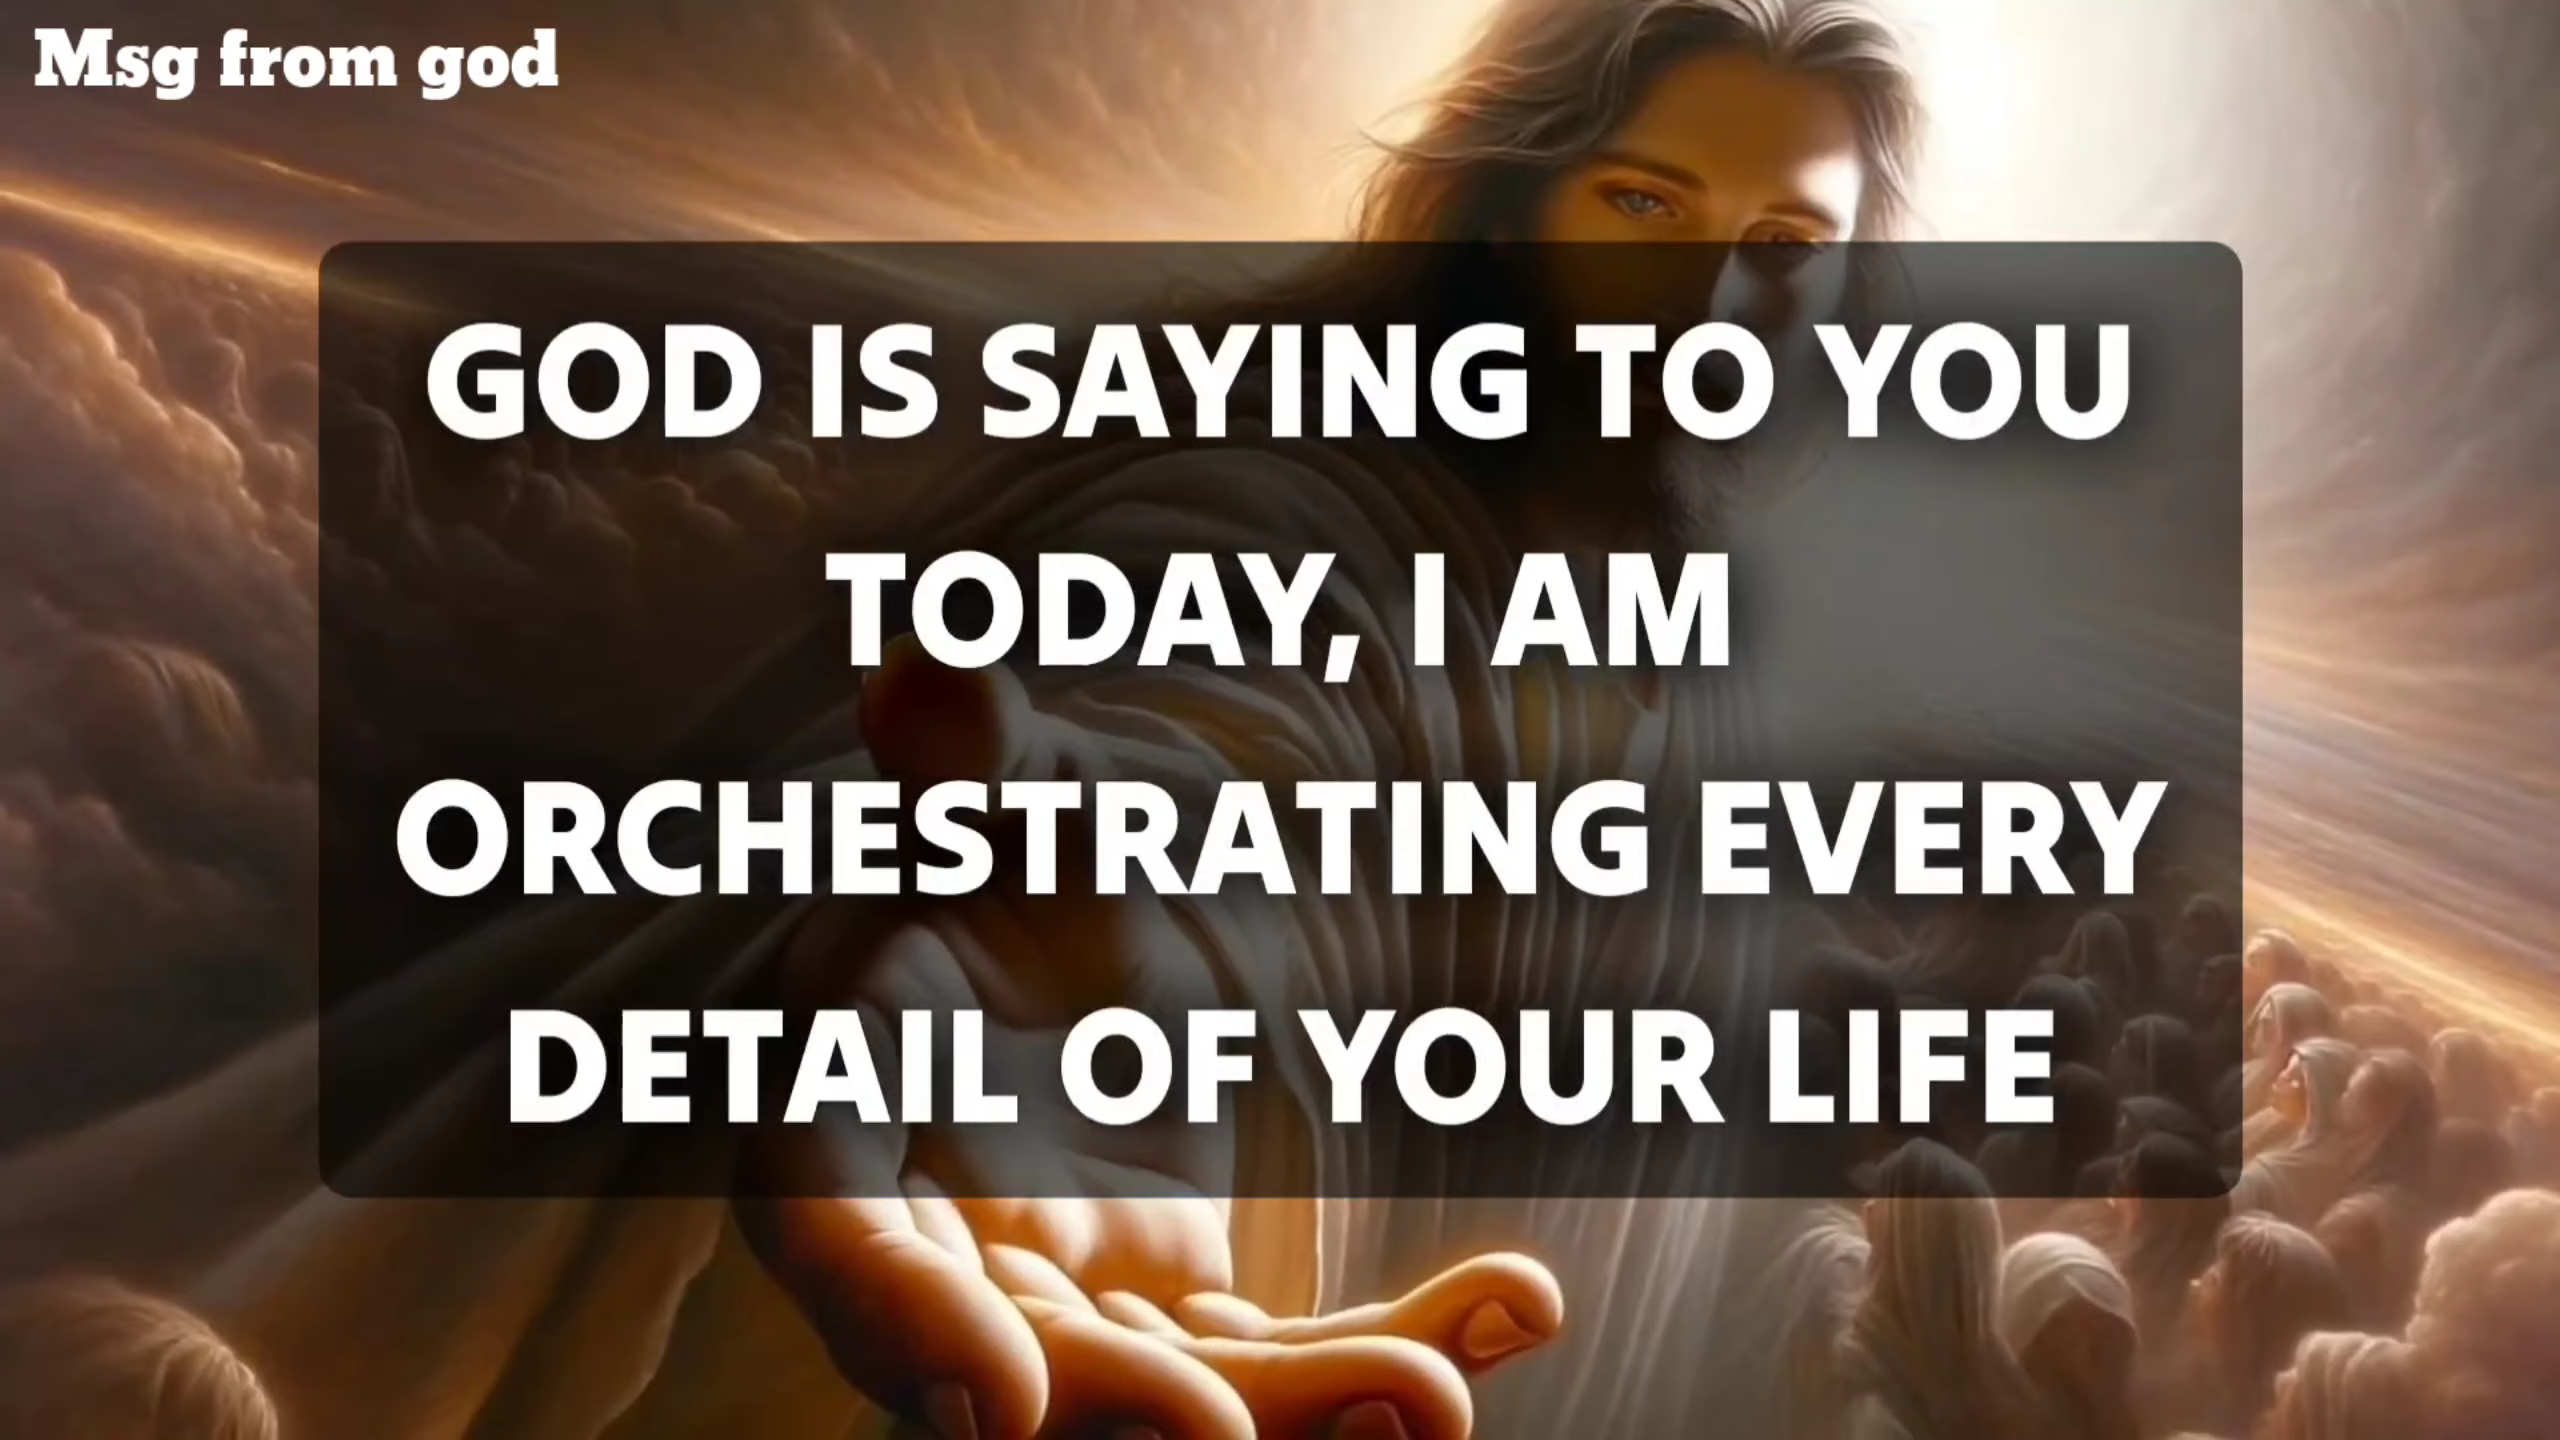 Msg from god
GOD IS SAYING TO YOU
TODAY, I AM
ORCHESTRATING EVERY
DETAIL OF YOUR LIFE